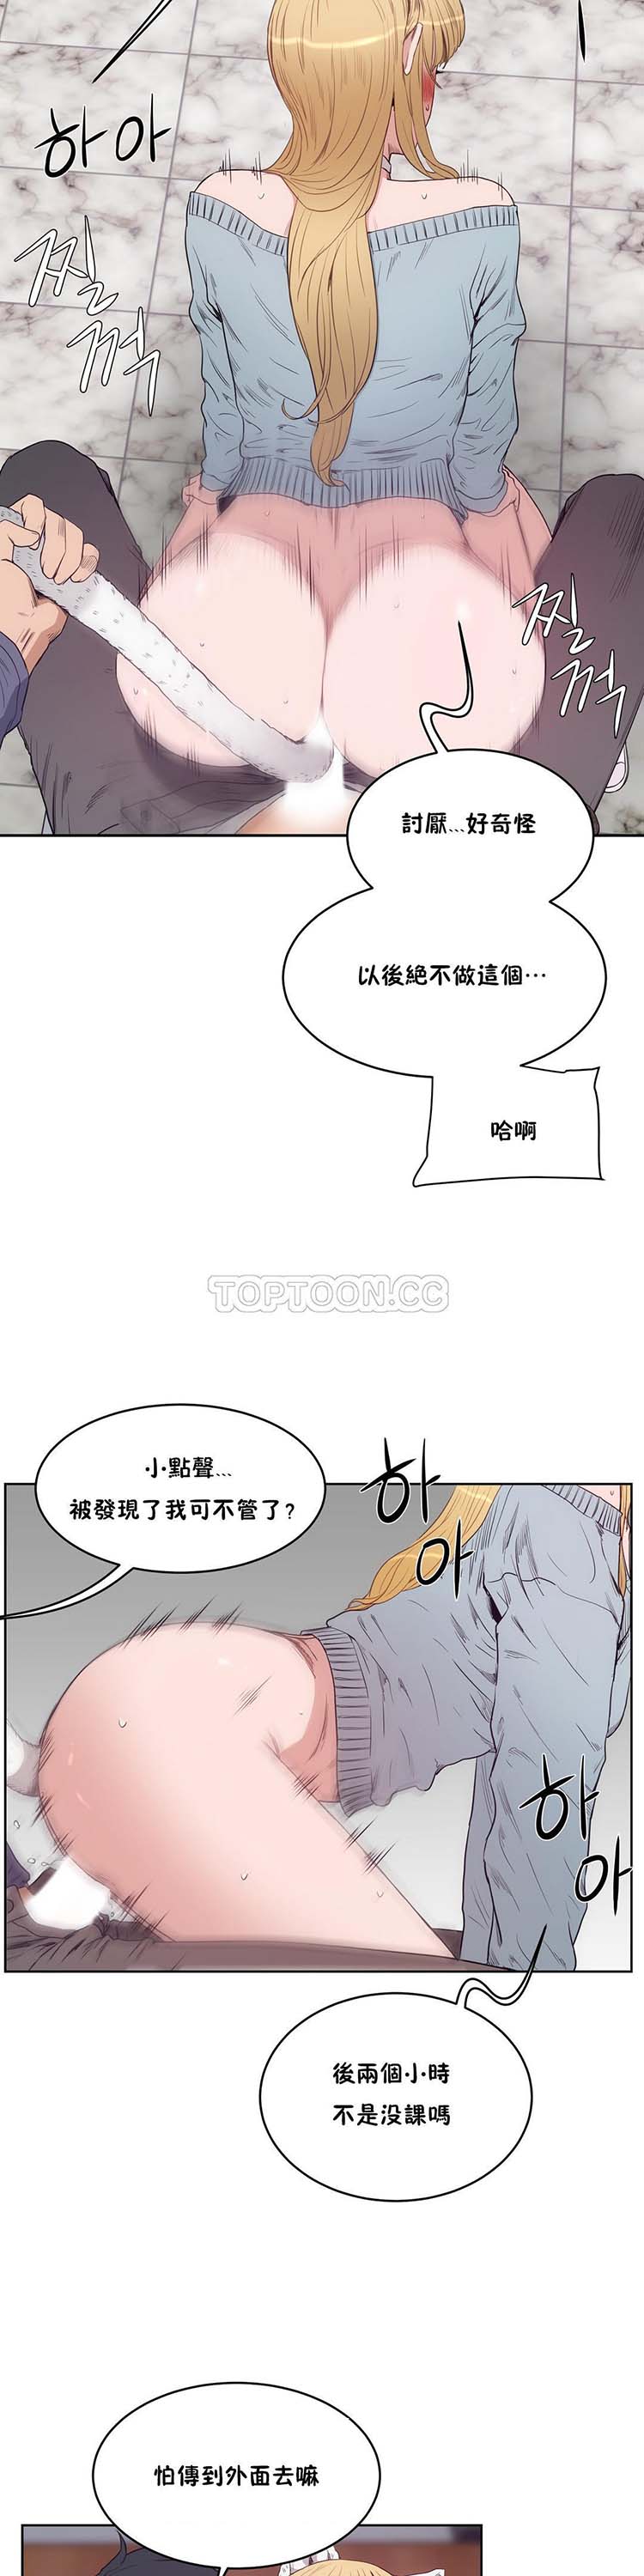 하아
찔
꺽
찔
꺽
討厭...好奇怪
以後絕不做這個…
哈啊
TOPTOON.CC
小點聲...
被發現了我可不管了?
하
아
하
아
後兩個小時
不是没課嗎
怕傳到外面去嘛